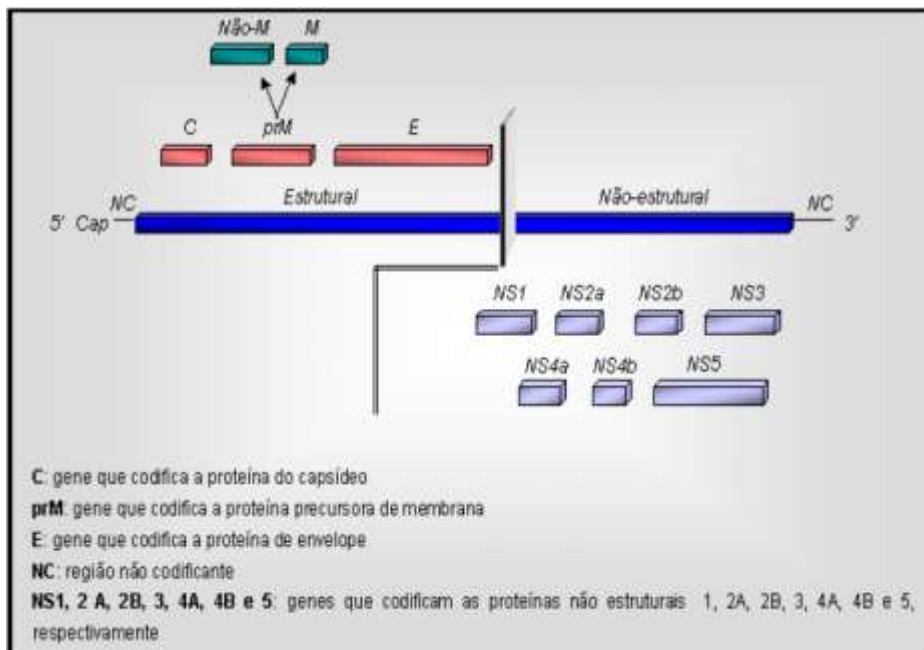 Não-M M
C prM E
NC Estrutural Não-estrutural NC
5' Cap 3'
NS1 NS2a NS2b NS3
NS4a NS4b NS5
C: gene que codifica a proteína do capsídeo
prM: gene que codifica a proteína precursora de membrana
E: gene que codifica a proteína de envelope
NC: região não codificante
NS1, 2 A, 2B, 3, 4A, 4B e 5: genes que codificam as proteínas não estruturais 1, 2A, 2B, 3, 4A, 4B e 5,
respectivamente